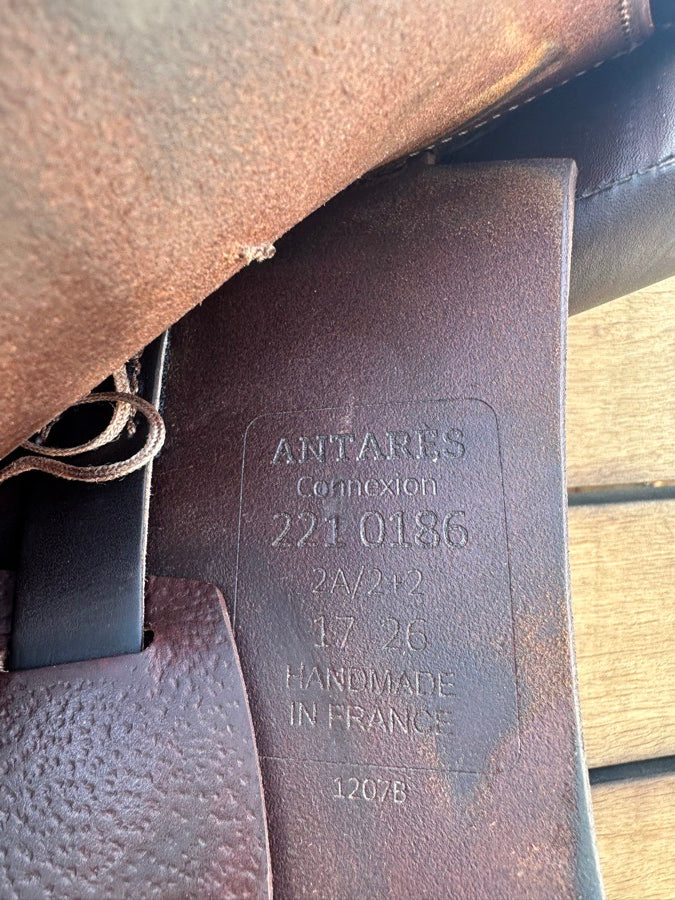 ANTARÈS
Connexion
221 0186
2A/2+2
17 26
HANDMADE
IN FRANCE
1207B